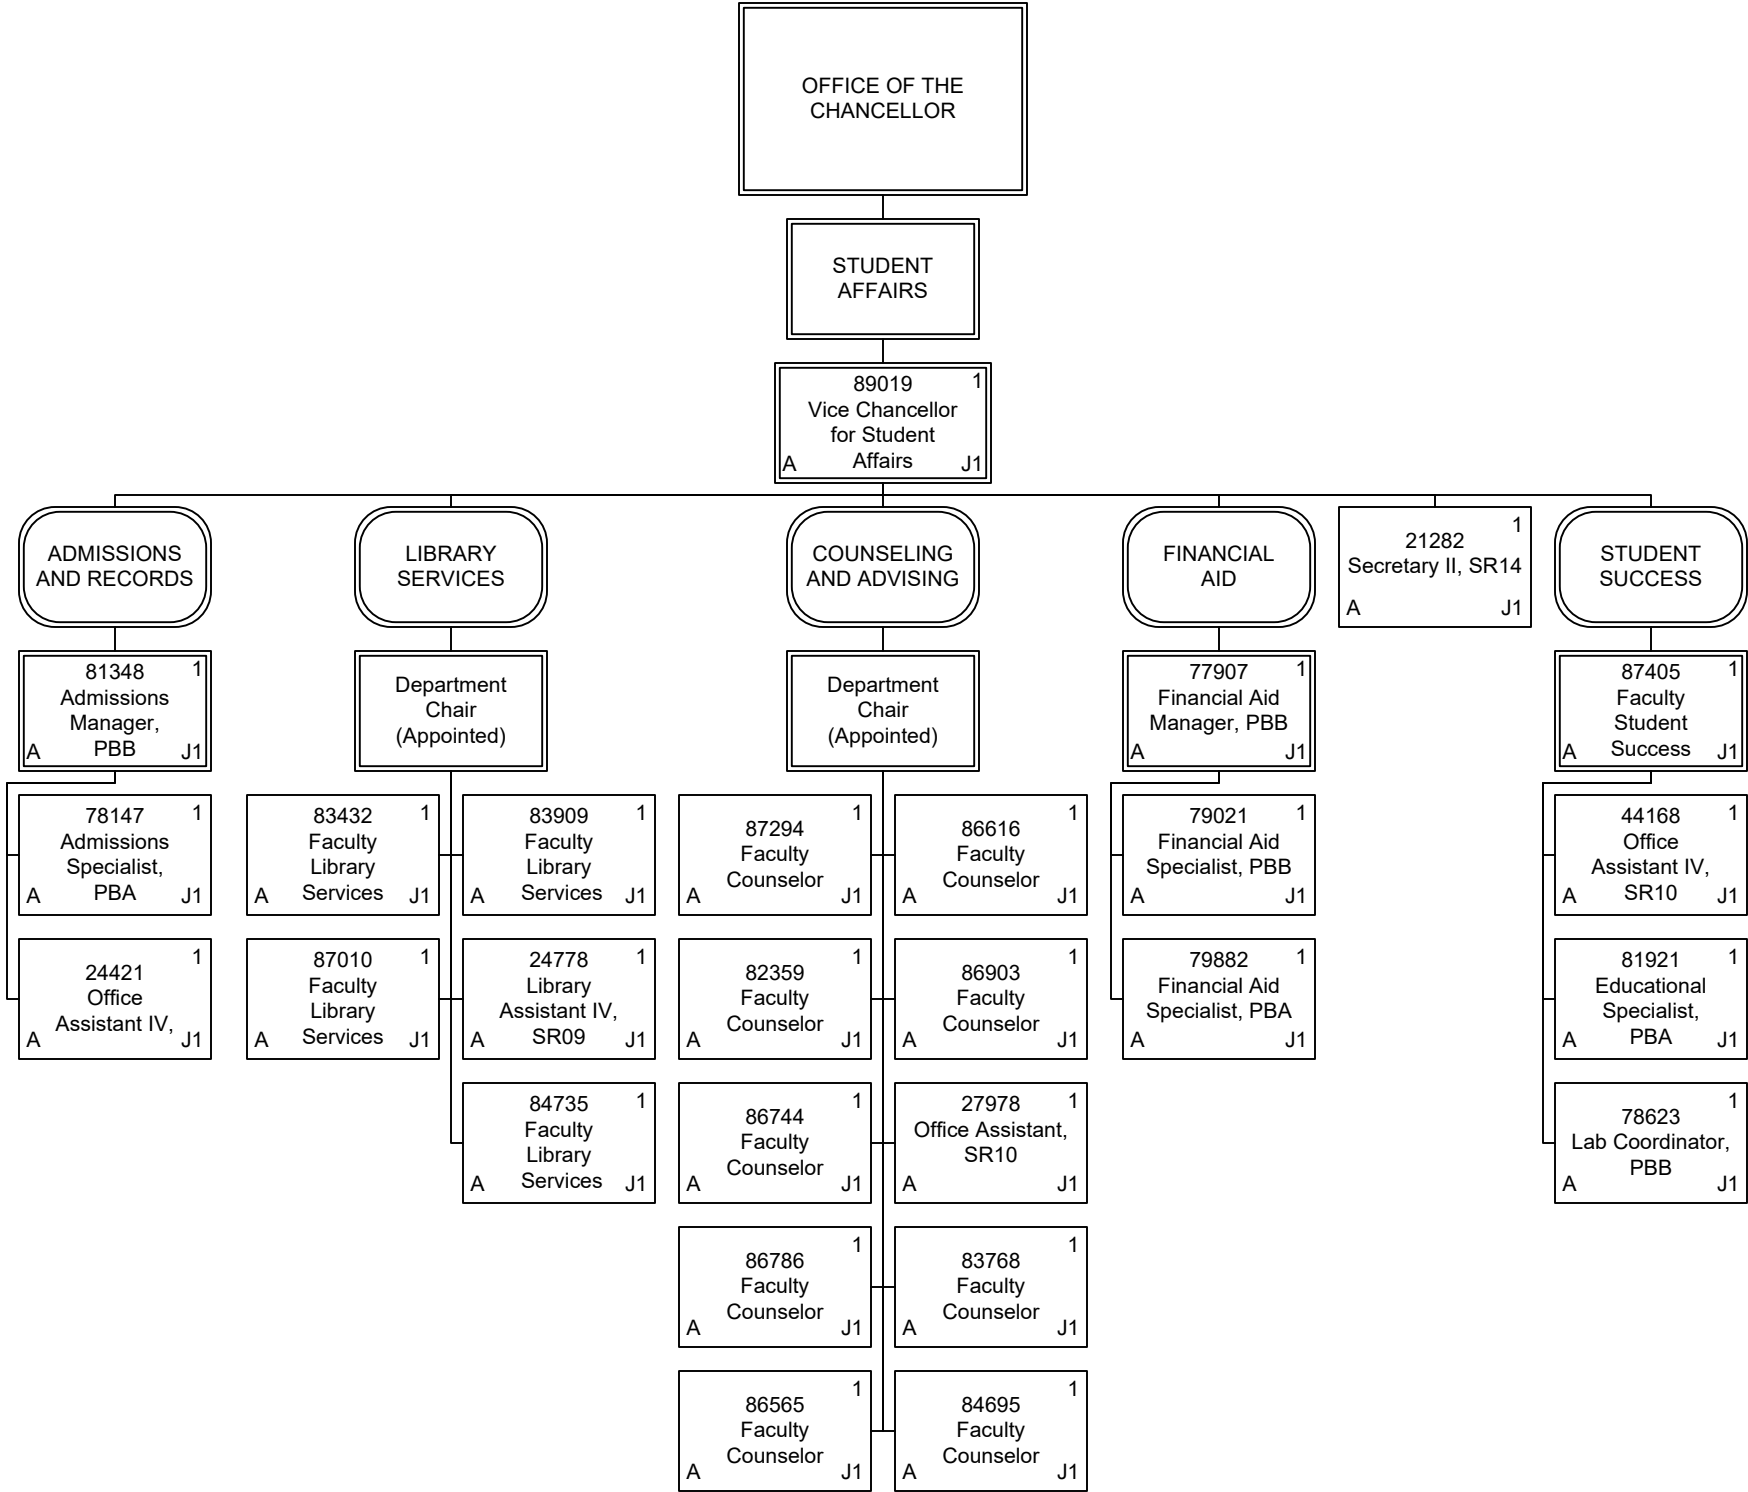 OFFICE OF THE
CHANCELLOR
STUDENT
AFFAIRS
89019 1
Vice Chancellor
for Student
Affairs
A J1
ADMISSIONS
AND RECORDS
LIBRARY
SERVICES
COUNSELING
AND ADVISING
FINANCIAL
AID
1
21282
Secretary II, SR14
A J1
STUDENT
SUCCESS
81348 1
Admissions
Manager,
PBB
A J1
Department
Chair
(Appointed)
Department
Chair
(Appointed)
77907 1
Financial Aid
Manager, PBB
A J1
87405 1
Faculty
Student
Success
A J1
78147 1
Admissions
Specialist,
PBA
A J1
83432 1
Faculty
Library
Services
A J1
83909 1
Faculty
Library
Services
A J1
1
87294
Faculty
Counselor
A J1
1
86616
Faculty
Counselor
A J1
79021 1
Financial Aid
Specialist, PBB
A J1
44168 1
Office
Assistant IV,
SR10
A J1
1
24421
Office
Assistant IV,
A J1
87010 1
Faculty
Library
Services
A J1
24778 1
Library
Assistant IV,
SR09
A J1
1
82359
Faculty
Counselor
A J1
1
86903
Faculty
Counselor
A J1
79882 1
Financial Aid
Specialist, PBA
A J1
81921 1
Educational
Specialist,
PBA
A J1
84735 1
Faculty
Library
Services
A J1
1
86744
Faculty
Counselor
A J1
27978 1
Office Assistant,
SR10
A J1
1
78623
Lab Coordinator,
PBB
A J1
1
86786
Faculty
Counselor
A J1
1
83768
Faculty
Counselor
A J1
1
86565
Faculty
Counselor
A J1
1
84695
Faculty
Counselor
A J1